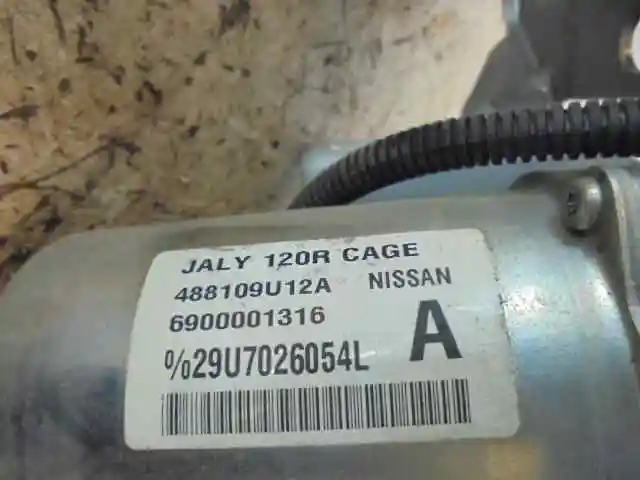 JALY 120R CAGE
488109U12A NISSAN
6900001316
A
%29U7026054L